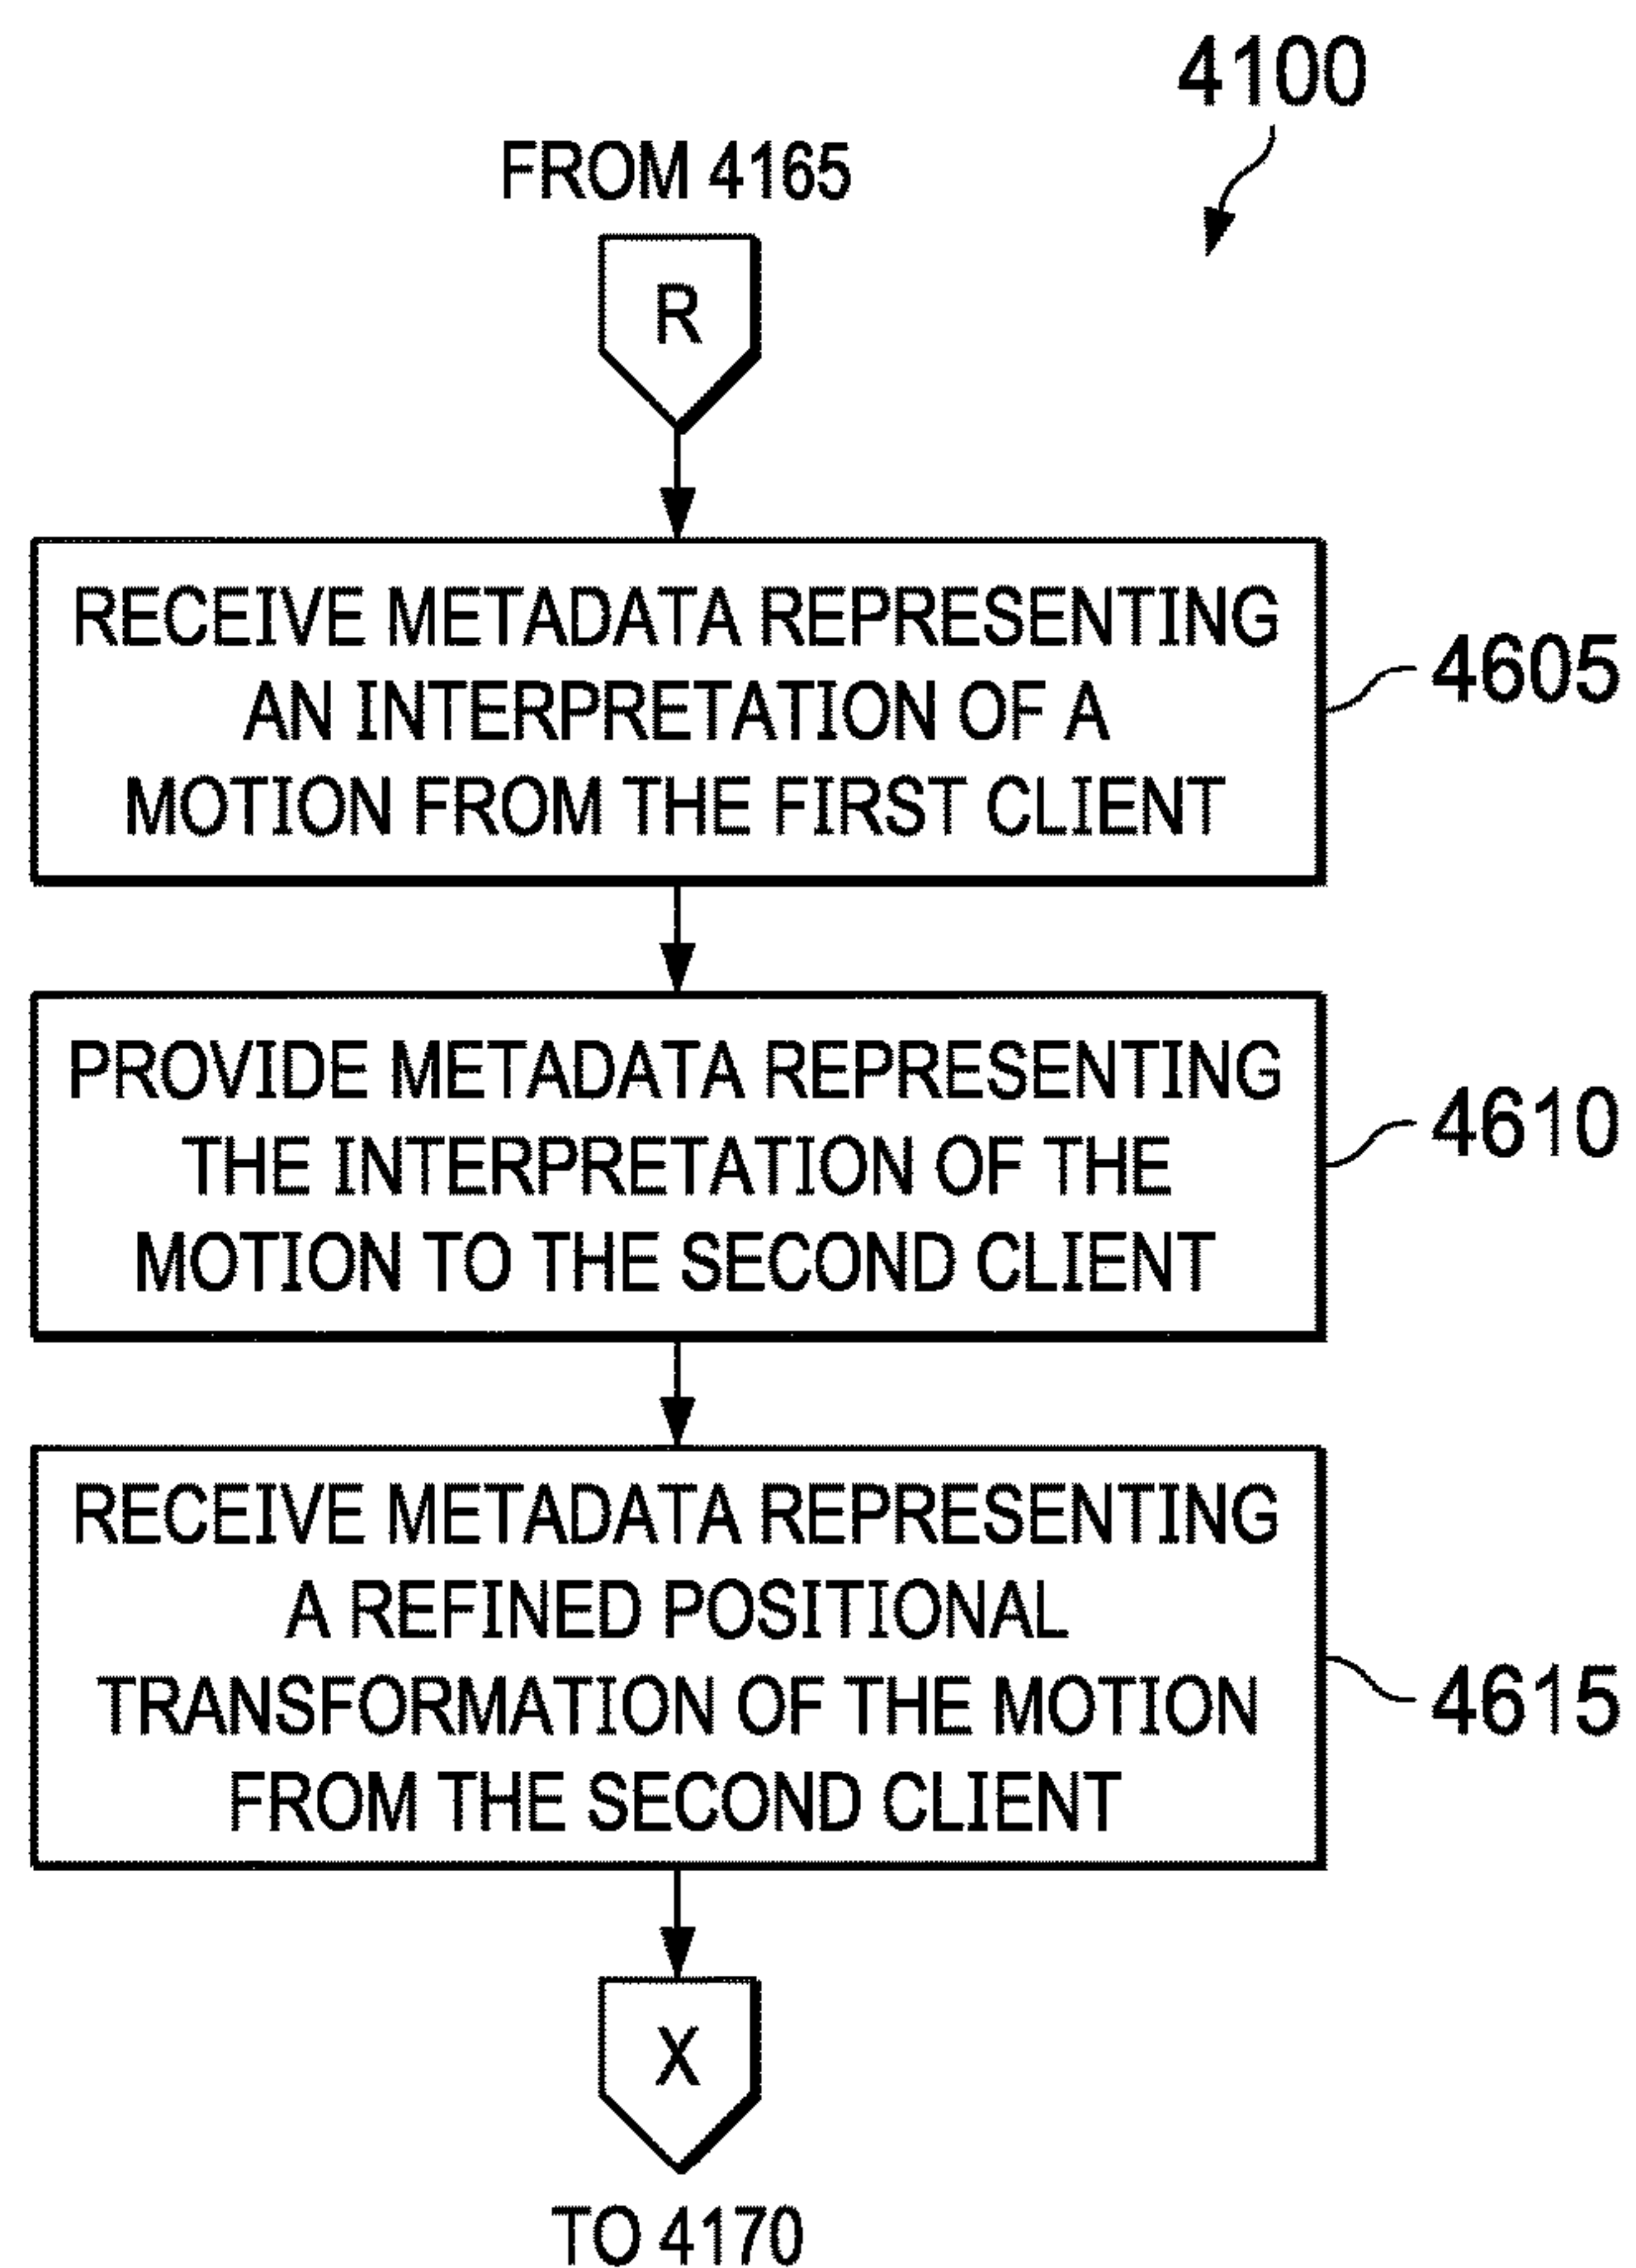 4100
FROM 4165
R
RECEIVE METADATA REPRESENTING
AN INTERPRETATION OF A
MOTION FROM THE FIRST CLIENT
4605
PROVIDE METADATA REPRESENTING
THE INTERPRETATION OF THE
MOTION TO THE SECOND CLIENT
4610
RECEIVE METADATA REPRESENTING
A REFINED POSITIONAL
TRANSFORMATION OF THE MOTION
FROM THE SECOND CLIENT
4615
X
TO 4170